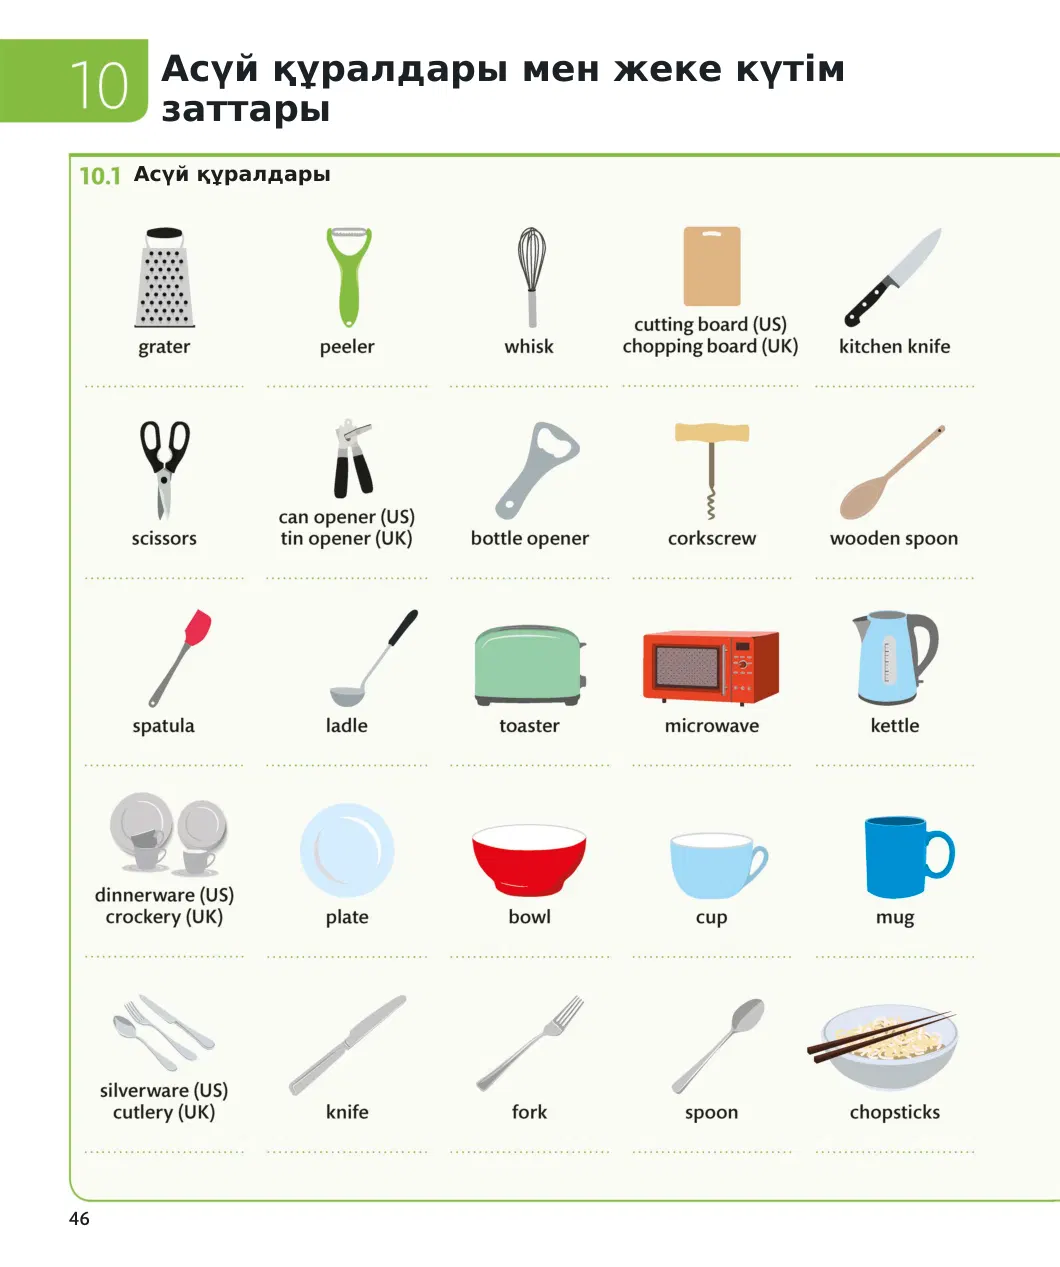 10
Асүй құралдары мен жеке күтім
заттары
10.1 Асүй құралдары
grater
peeler
whisk
cutting board (US)
chopping board (UK)
kitchen knife
scissors
can opener (US)
tin opener (UK)
bottle opener
corkscrew
wooden spoon
spatula
ladle
toaster
microwave
kettle
dinnerware (US)
crockery (UK)
plate
bowl
cup
mug
silverware (US)
cutlery (UK)
knife
fork
spoon
chopsticks
46